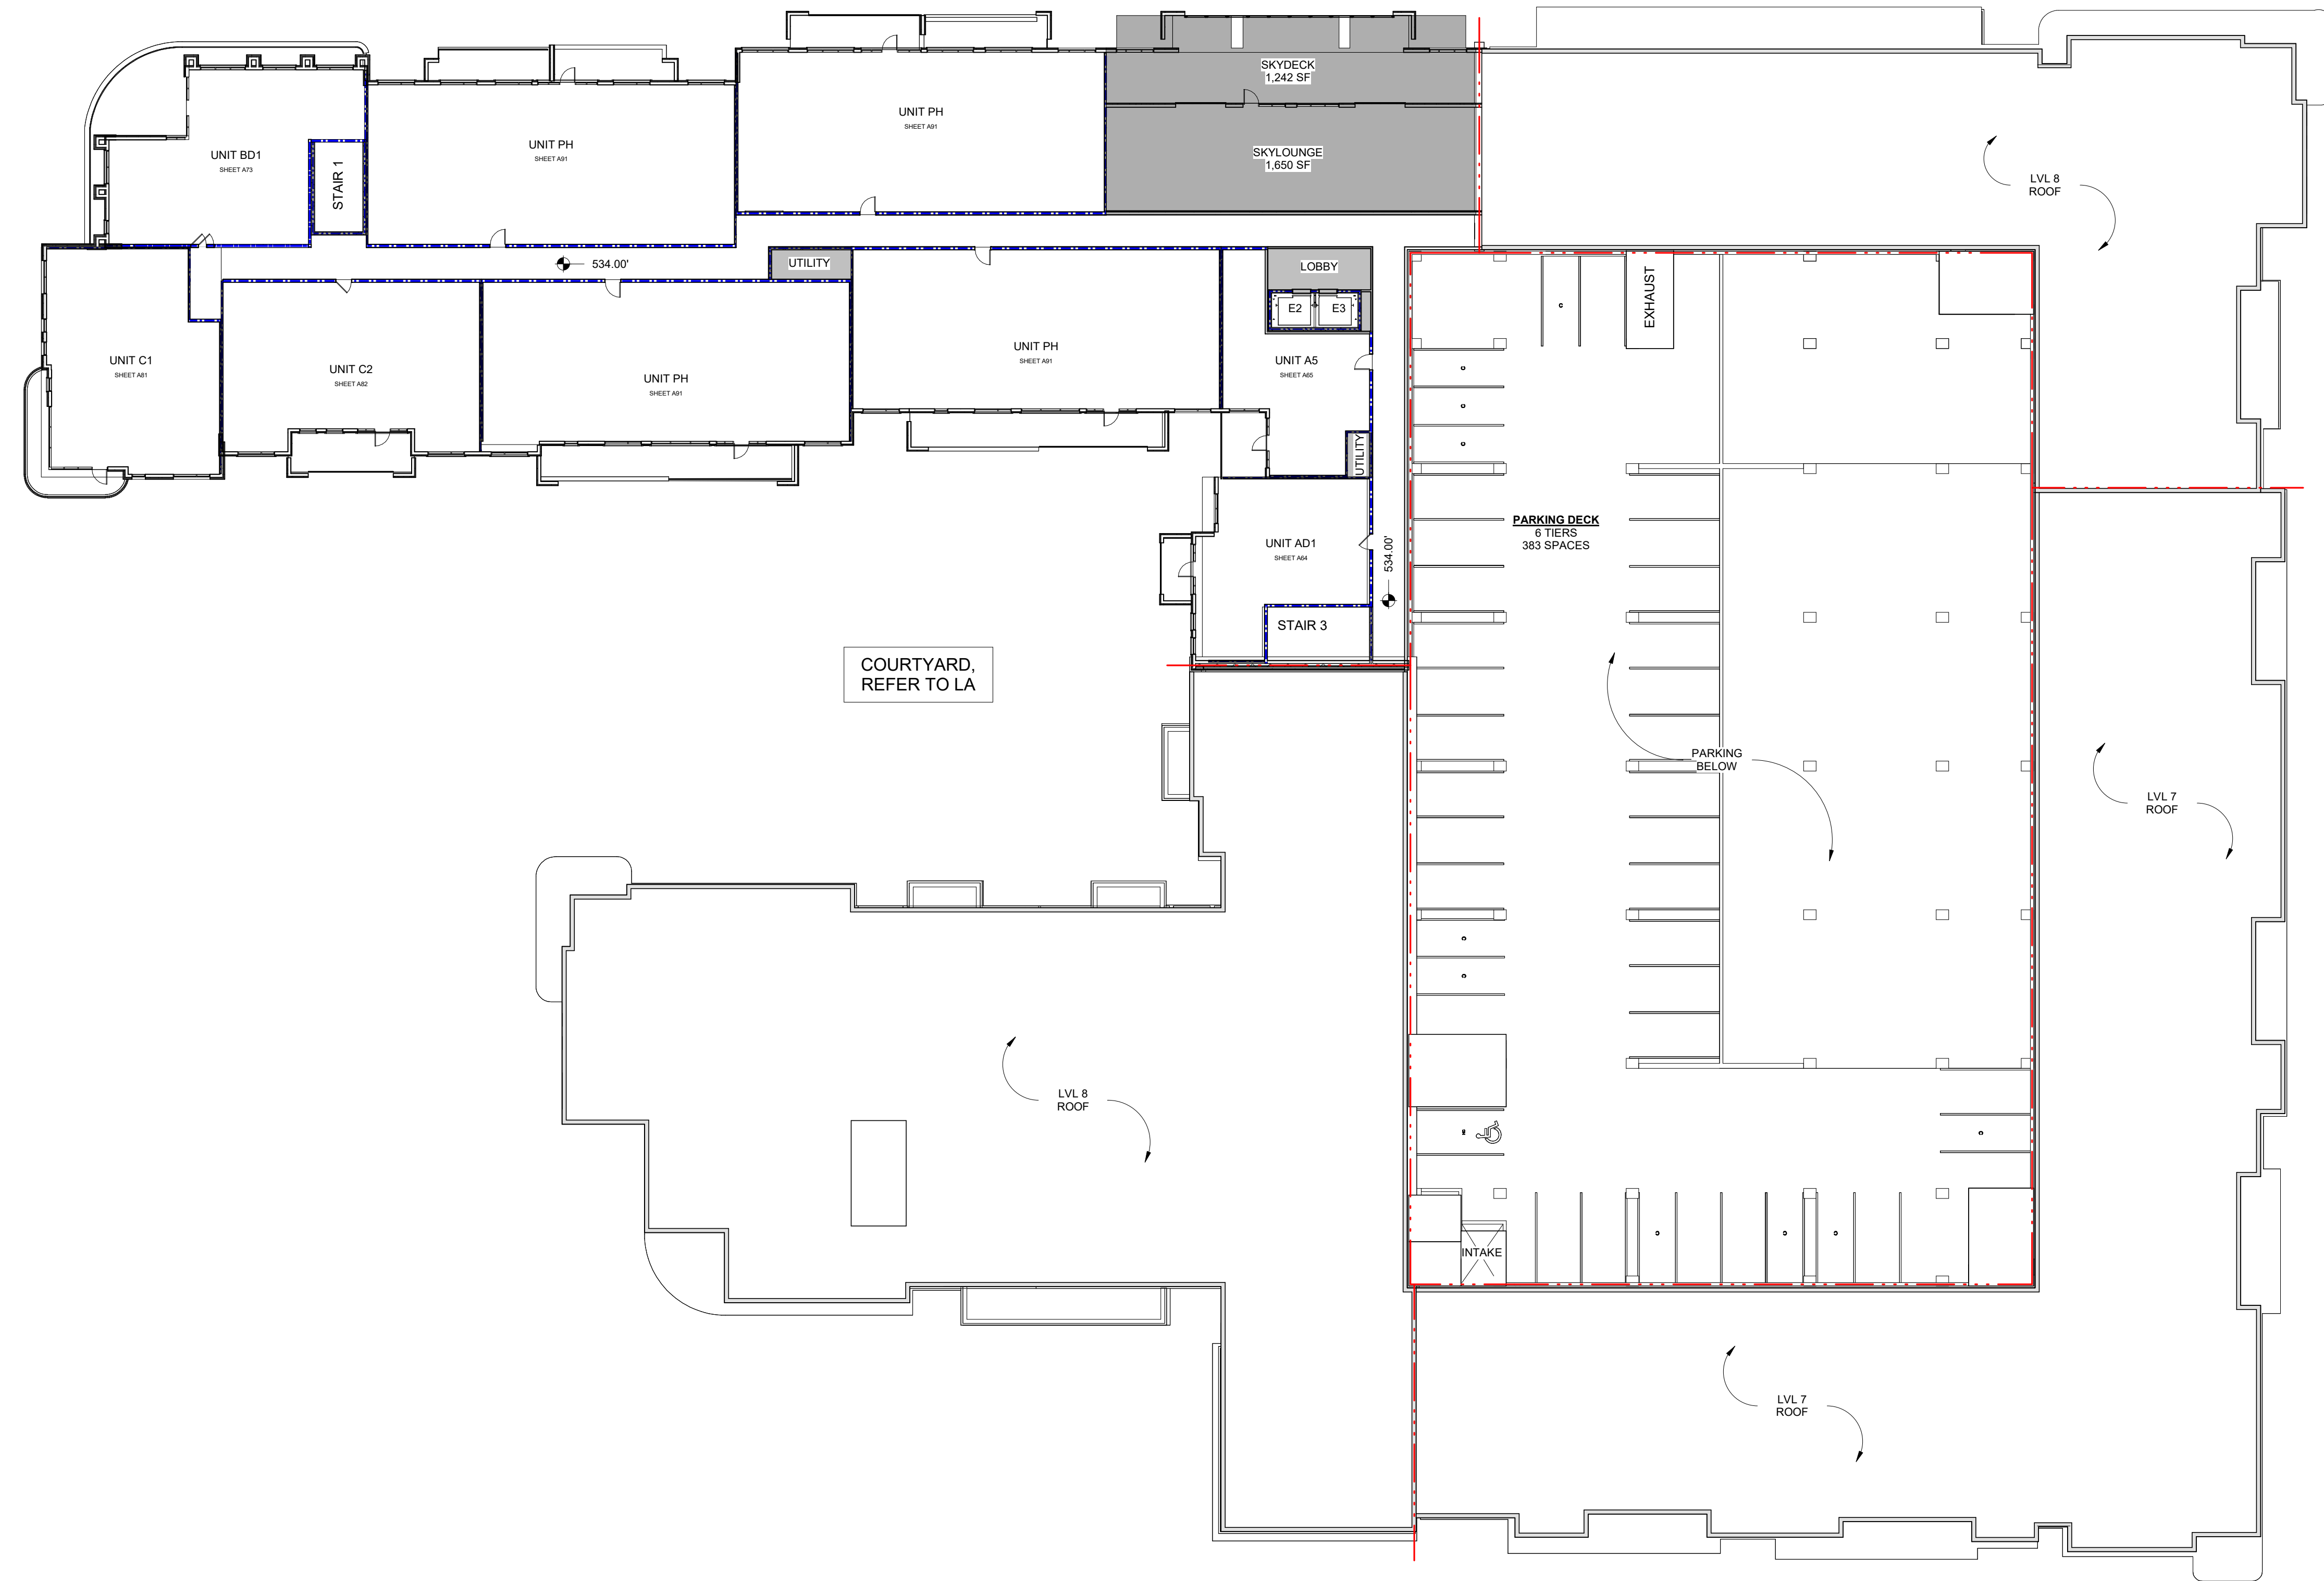 SKYDECK
1,242 SF
UNIT PH
SHEET A91
UNIT PH
SHEET A91
UNIT BD1
SHEET A73
STAIR 1
SKYLOUNGE
1,650 SF
LVL 8
ROOF
534.00'
UTILITY
LOBBY
E2
E3
EXHAUST
C
UNIT C1
SHEET A81
UNIT C2
SHEET A82
UNIT PH
SHEET A91
UNIT PH
SHEET A91
UNIT A5
SHEET A65
C
C
C
UTILITY
PARKING DECK
6 TIERS
383 SPACES
UNIT AD1
SHEET A64
534.00'
STAIR 3
COURTYARD,
REFER TO LA
PARKING
BELOW
LVL 7
ROOF
C
C
LVL 8
ROOF
C
C
C
C
INTAKE
LVL 7
ROOF